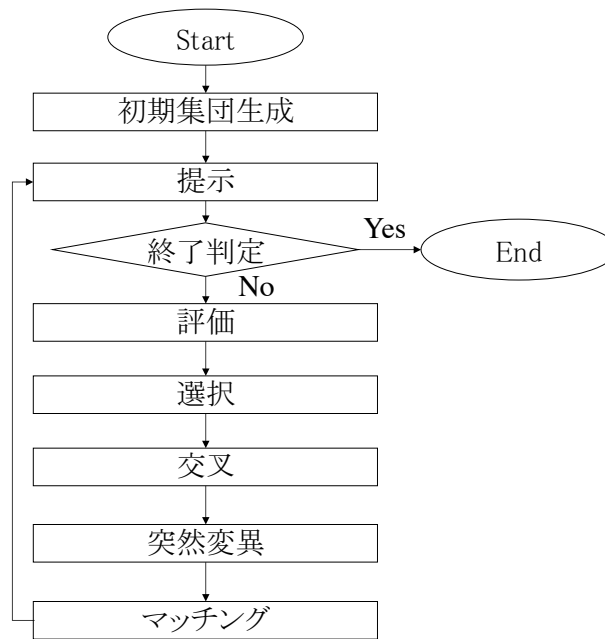 Start
初期集団生成
提示
終了判定
Yes
End
No
評価
選択
交叉
突然変異
マッチング